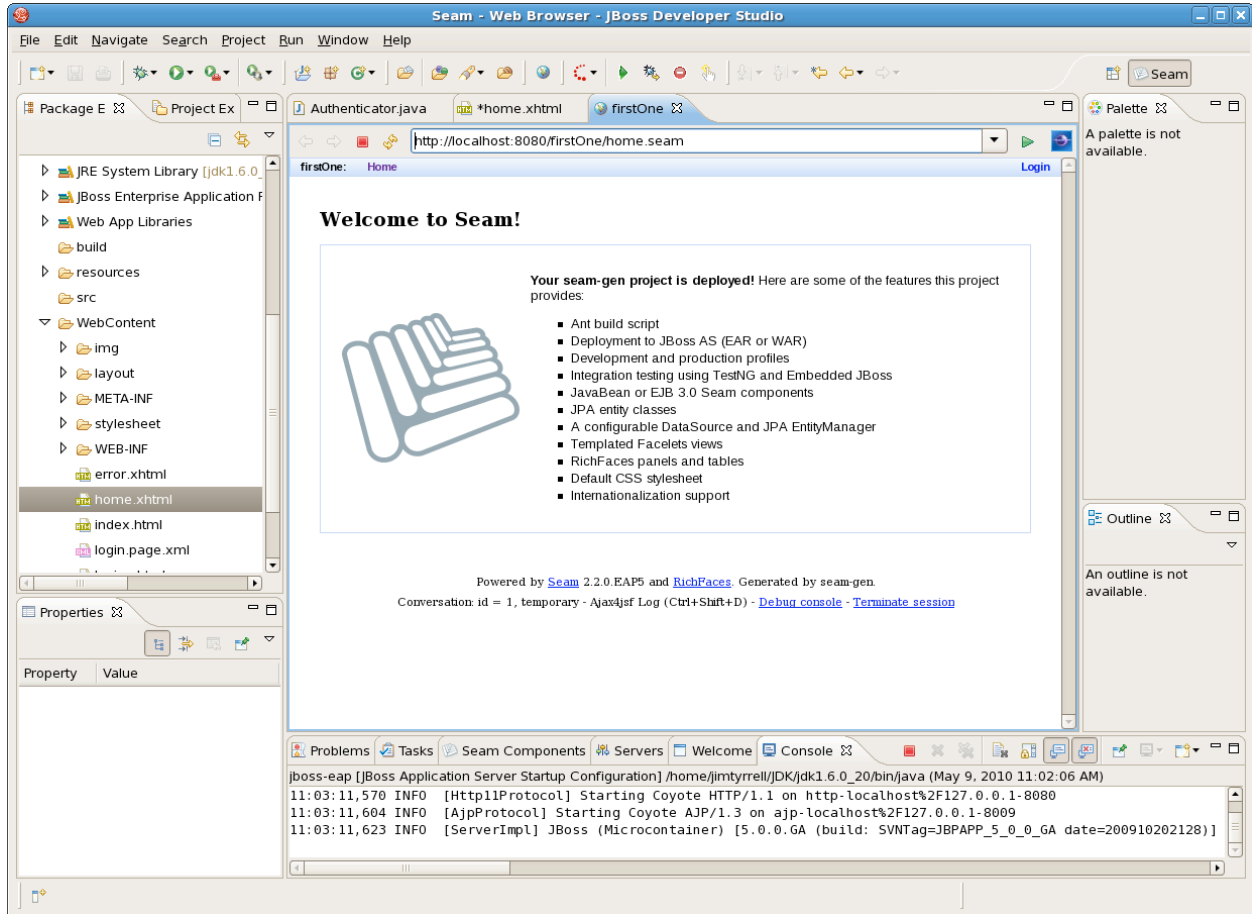 Seam - Web Browser - JBoss Developer Studio
File Edit Navigate Search Project Run Window Help
Seam
Package E Project Ex
JRE System Library [jdk1.6.0_
JBoss Enterprise Application
Web App Libraries
build
resources
src
WebContent
img
layout
META-INF
stylesheet
WEB-INF
error.xhtml
home.xhtml
index.html
login.page.xml
Properties
Property Value
Authenticator.java *home.xhtml firstOne
http://localhost:8080/firstOne/home.seam
firstOne: Home Login
Welcome to Seam!
Your seam-gen project is deployed! Here are some of the features this project
provides:
Ant build script
Deployment to JBoss AS (EAR or WAR)
Development and production profiles
Integration testing using TestNG and Embedded JBoss
JavaBean or EJB 3.0 Seam components
JPA entity classes
A configurable DataSource and JPA EntityManager
Templated Facelets views
RichFaces panels and tables
Default CSS stylesheet
Internationalization support
Powered by Seam 2.2.0.EAP5 and RichFaces. Generated by seam-gen.
Conversation: id = 1, temporary - Ajax4jsf Log (Ctrl+Shift+D) - Debug console - Terminate session
Palette
A palette is not
available.
Outline
An outline is not
available.
Problems Tasks Seam Components Servers Welcome Console
jboss-eap [JBoss Application Server Startup Configuration] /home/jimtyrrell/JDK/jdk1.6.0_20/bin/java (May 9, 2010 11:02:06 AM)
11:03:11,570 INFO [Http11Protocol] Starting Coyote HTTP/1.1 on http-localhost%2F127.0.0.1-8080
11:03:11,604 INFO [AjpProtocol] Starting Coyote AJP/1.3 on ajp-localhost%2F127.0.0.1-8009
11:03:11,623 INFO [ServerImpl] JBoss (Microcontainer) [5.0.0.GA (build: SVNTag=JBPAPP_5_0_0_GA date=200910202128)]